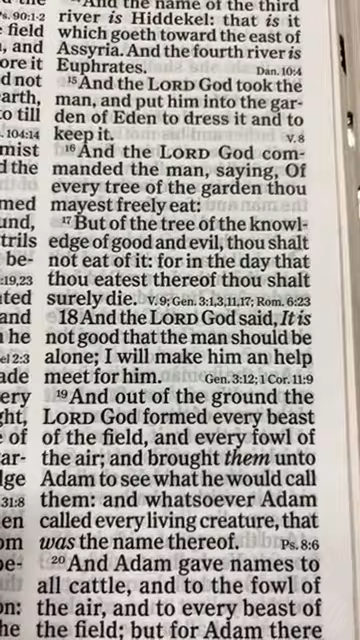 And the name of the third
river is Hiddekel: that is it
which goeth toward the east of
Assyria. And the fourth river is
Euphrates. Dan. 10:4
15 And the LORD God took the
man, and put him into the gar-
den of Eden to dress it and to
keep it. V. 8
16 And the LORD God com-
manded the man, saying, Of
every tree of the garden thou
mayest freely eat:
17 But of the tree of the knowl-
edge of good and evil, thou shalt
not eat of it: for in the day that
thou eatest thereof thou shalt
surely die. V. 9; Gen. 3:1,3,11,17; Rom. 6:23
18 And the LORD God said, It is
not good that the man should be
alone; I will make him an help
meet for him. Gen. 3:12; 1 Cor. 11:9
19 And out of the ground the
LORD God formed every beast
of the field, and every fowl of
the air; and brought them unto
Adam to see what he would call
them: and whatsoever Adam
called every living creature, that
was the name thereof. Ps. 8:6
20 And Adam gave names to
all cattle, and to the fowl of
the air, and to every beast of
the field; but for Adam there